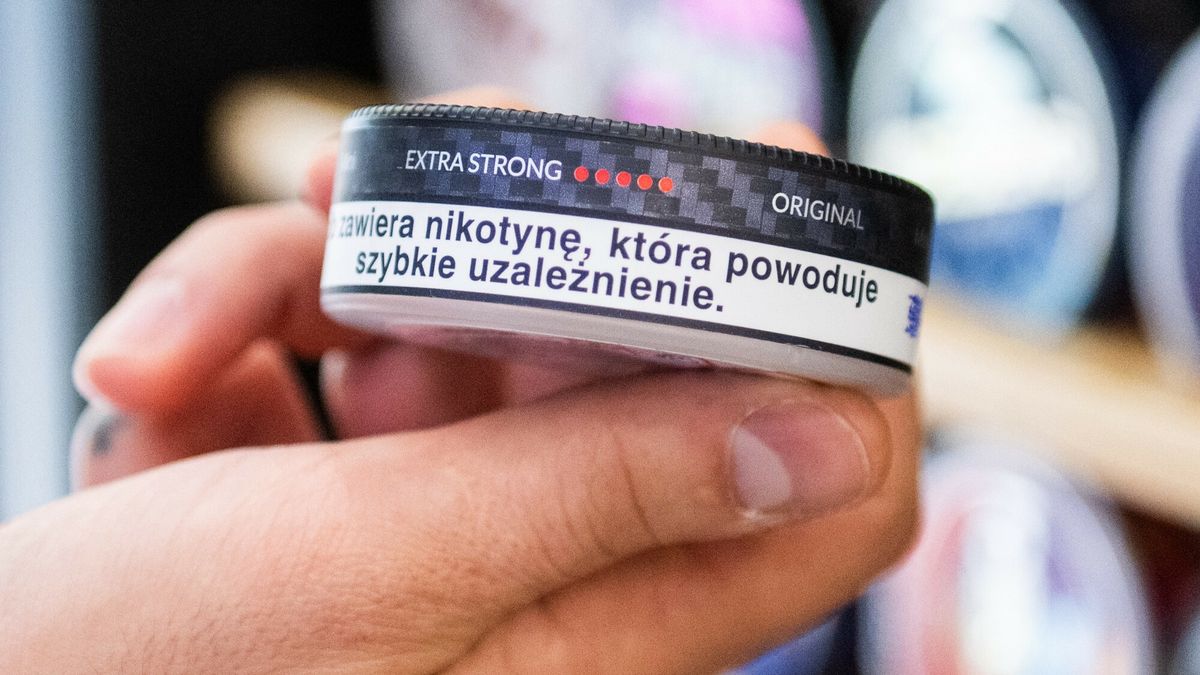 EXTRA STRONG
ORIGINAL
zawiera nikotynę, która powoduje
szybkie uzależnienie.